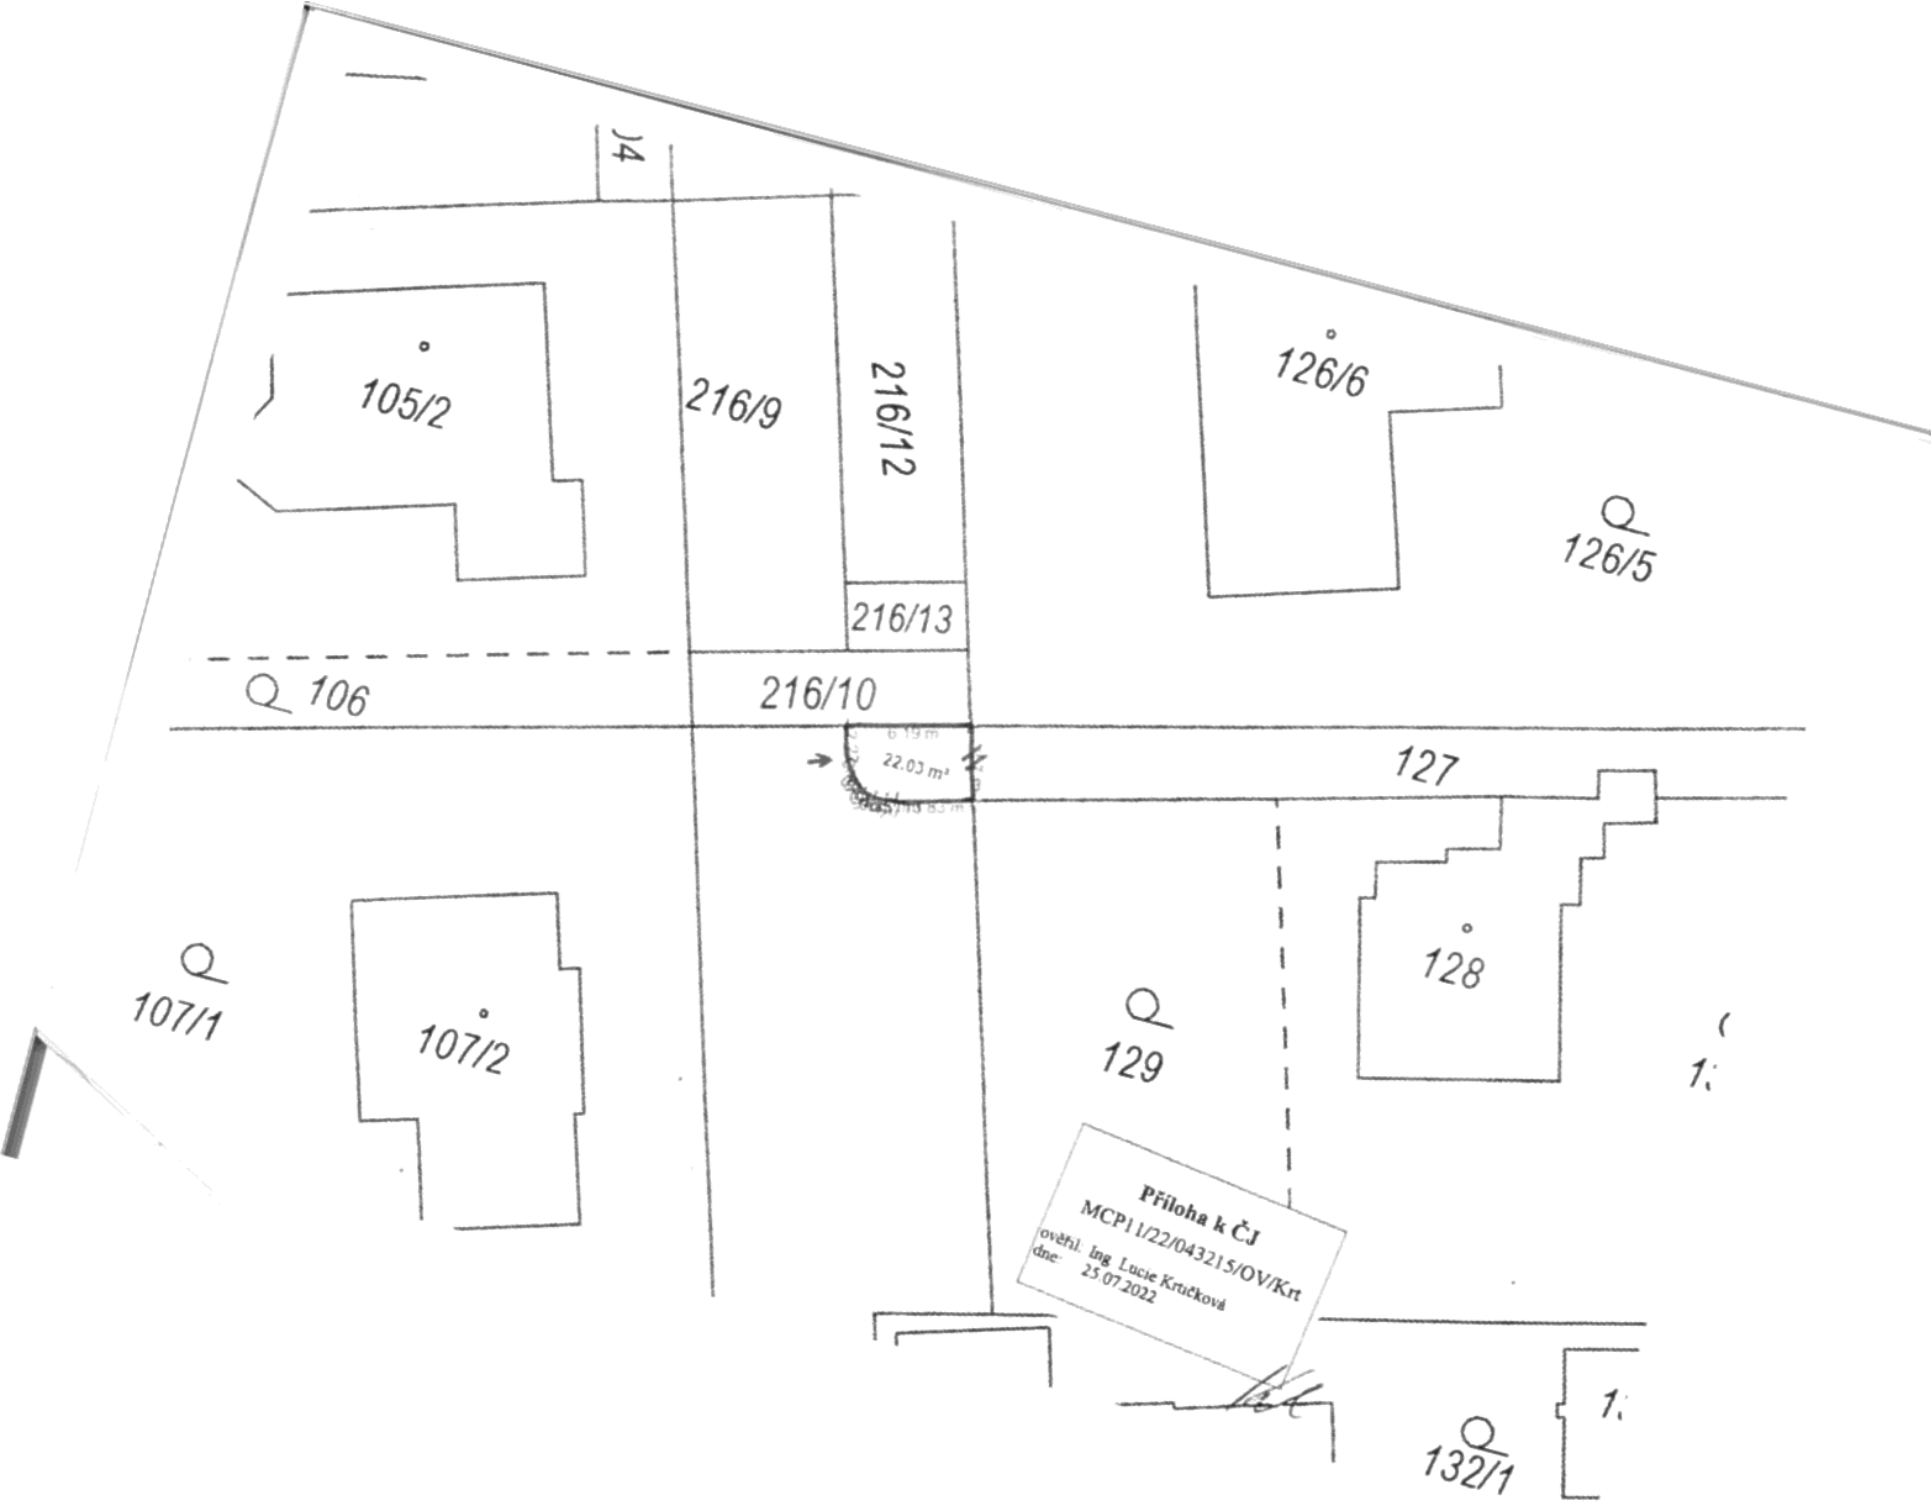 )4
105/2
216/9
216/12
126/6
126/5
216/13
106
216/10
6.19 m
22.03 m²
127
107/1
107/2
129
128
Příloha k ČJ
MCP11/22/043215/OV/Krt
ověřil: Ing. Lucie Krtičková
dne: 25.07.2022
132/1